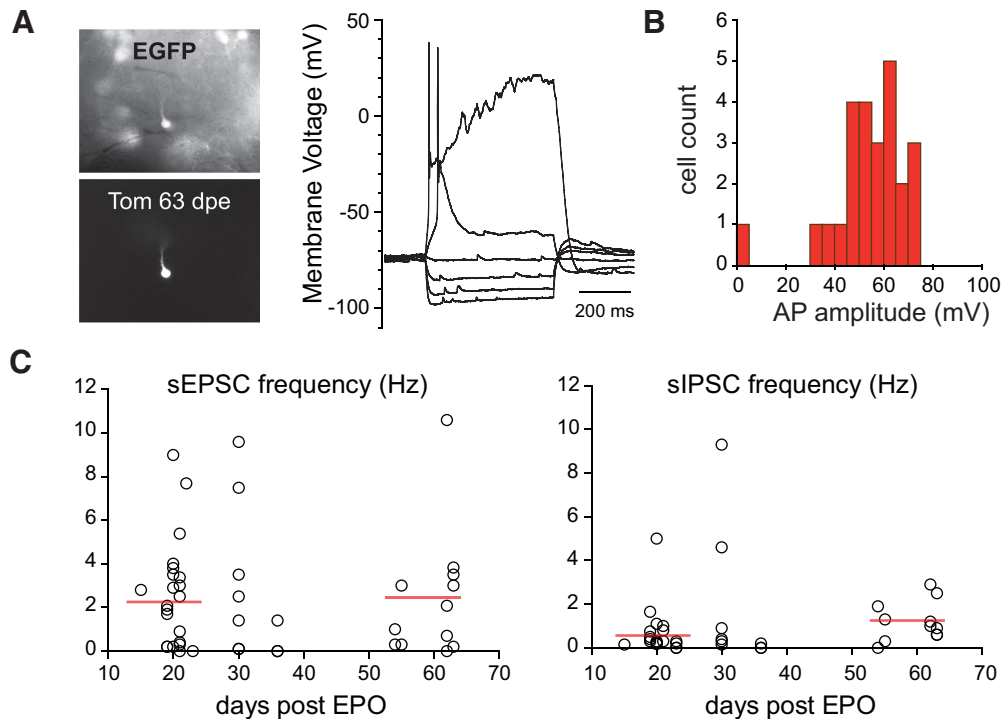 A
EGFP
Tom 63 dpe
Membrane Voltage (mV)
50
0
-50
-100
200 ms
B
cell count
6
5
4
3
2
1
0
0 20 40 60 80 100
AP amplitude (mV)
C
sEPSC frequency (Hz)
12
10
8
6
4
2
0
10 20 30 40 50 60 70
days post EPO
sIPSC frequency (Hz)
12
10
8
6
4
2
0
10 20 30 40 50 60 70
days post EPO